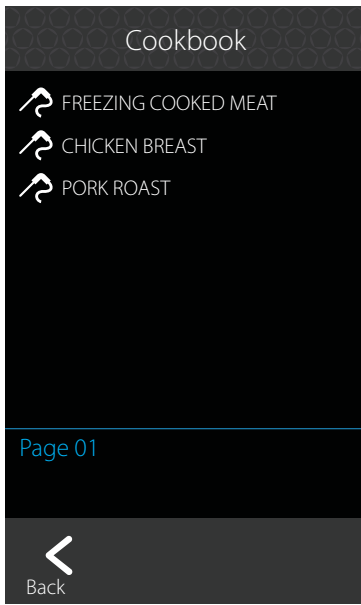 Cookbook
FREEZING COOKED MEAT
CHICKEN BREAST
PORK ROAST
Page 01
Back